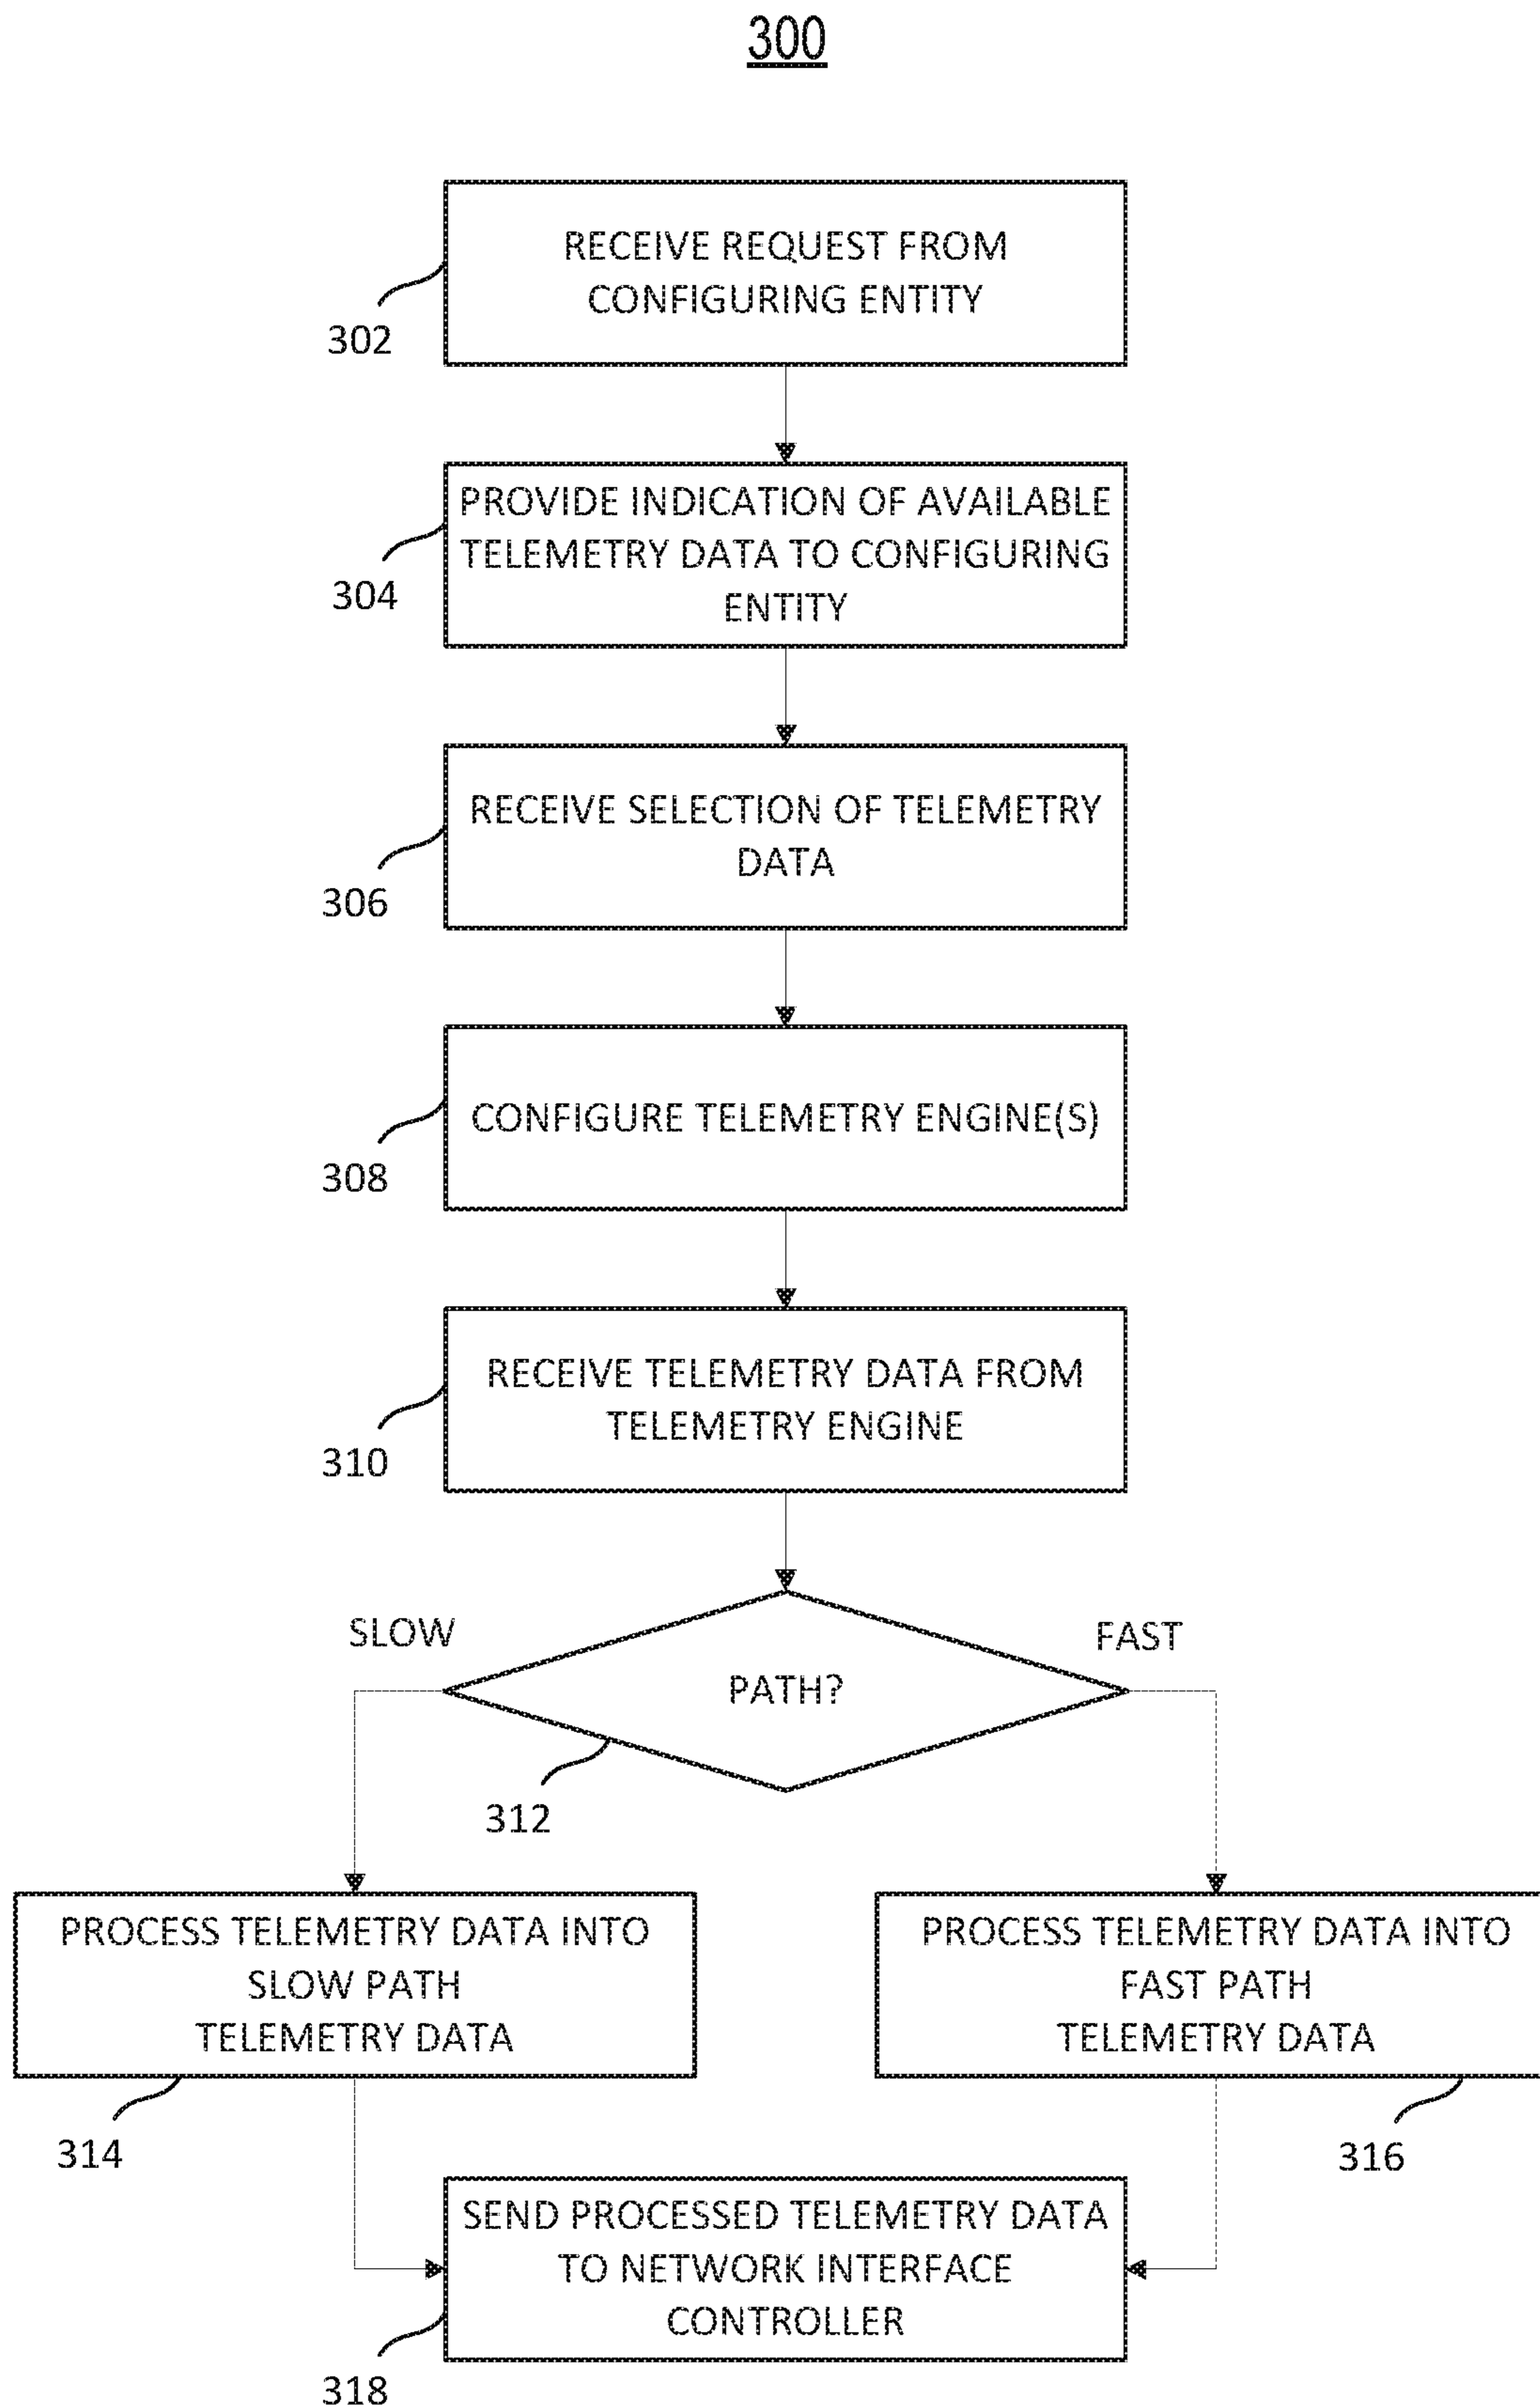 300
RECEIVE REQUEST FROM
CONFIGURING ENTITY
302
PROVIDE INDICATION OF AVAILABLE
TELEMETRY DATA TO CONFIGURING
ENTITY
304
RECEIVE SELECTION OF TELEMETRY
DATA
306
CONFIGURE TELEMETRY ENGINE(S)
308
RECEIVE TELEMETRY DATA FROM
TELEMETRY ENGINE
310
SLOW
FAST
PATH?
312
PROCESS TELEMETRY DATA INTO
SLOW PATH
TELEMETRY DATA
314
PROCESS TELEMETRY DATA INTO
FAST PATH
TELEMETRY DATA
316
SEND PROCESSED TELEMETRY DATA
TO NETWORK INTERFACE
CONTROLLER
318